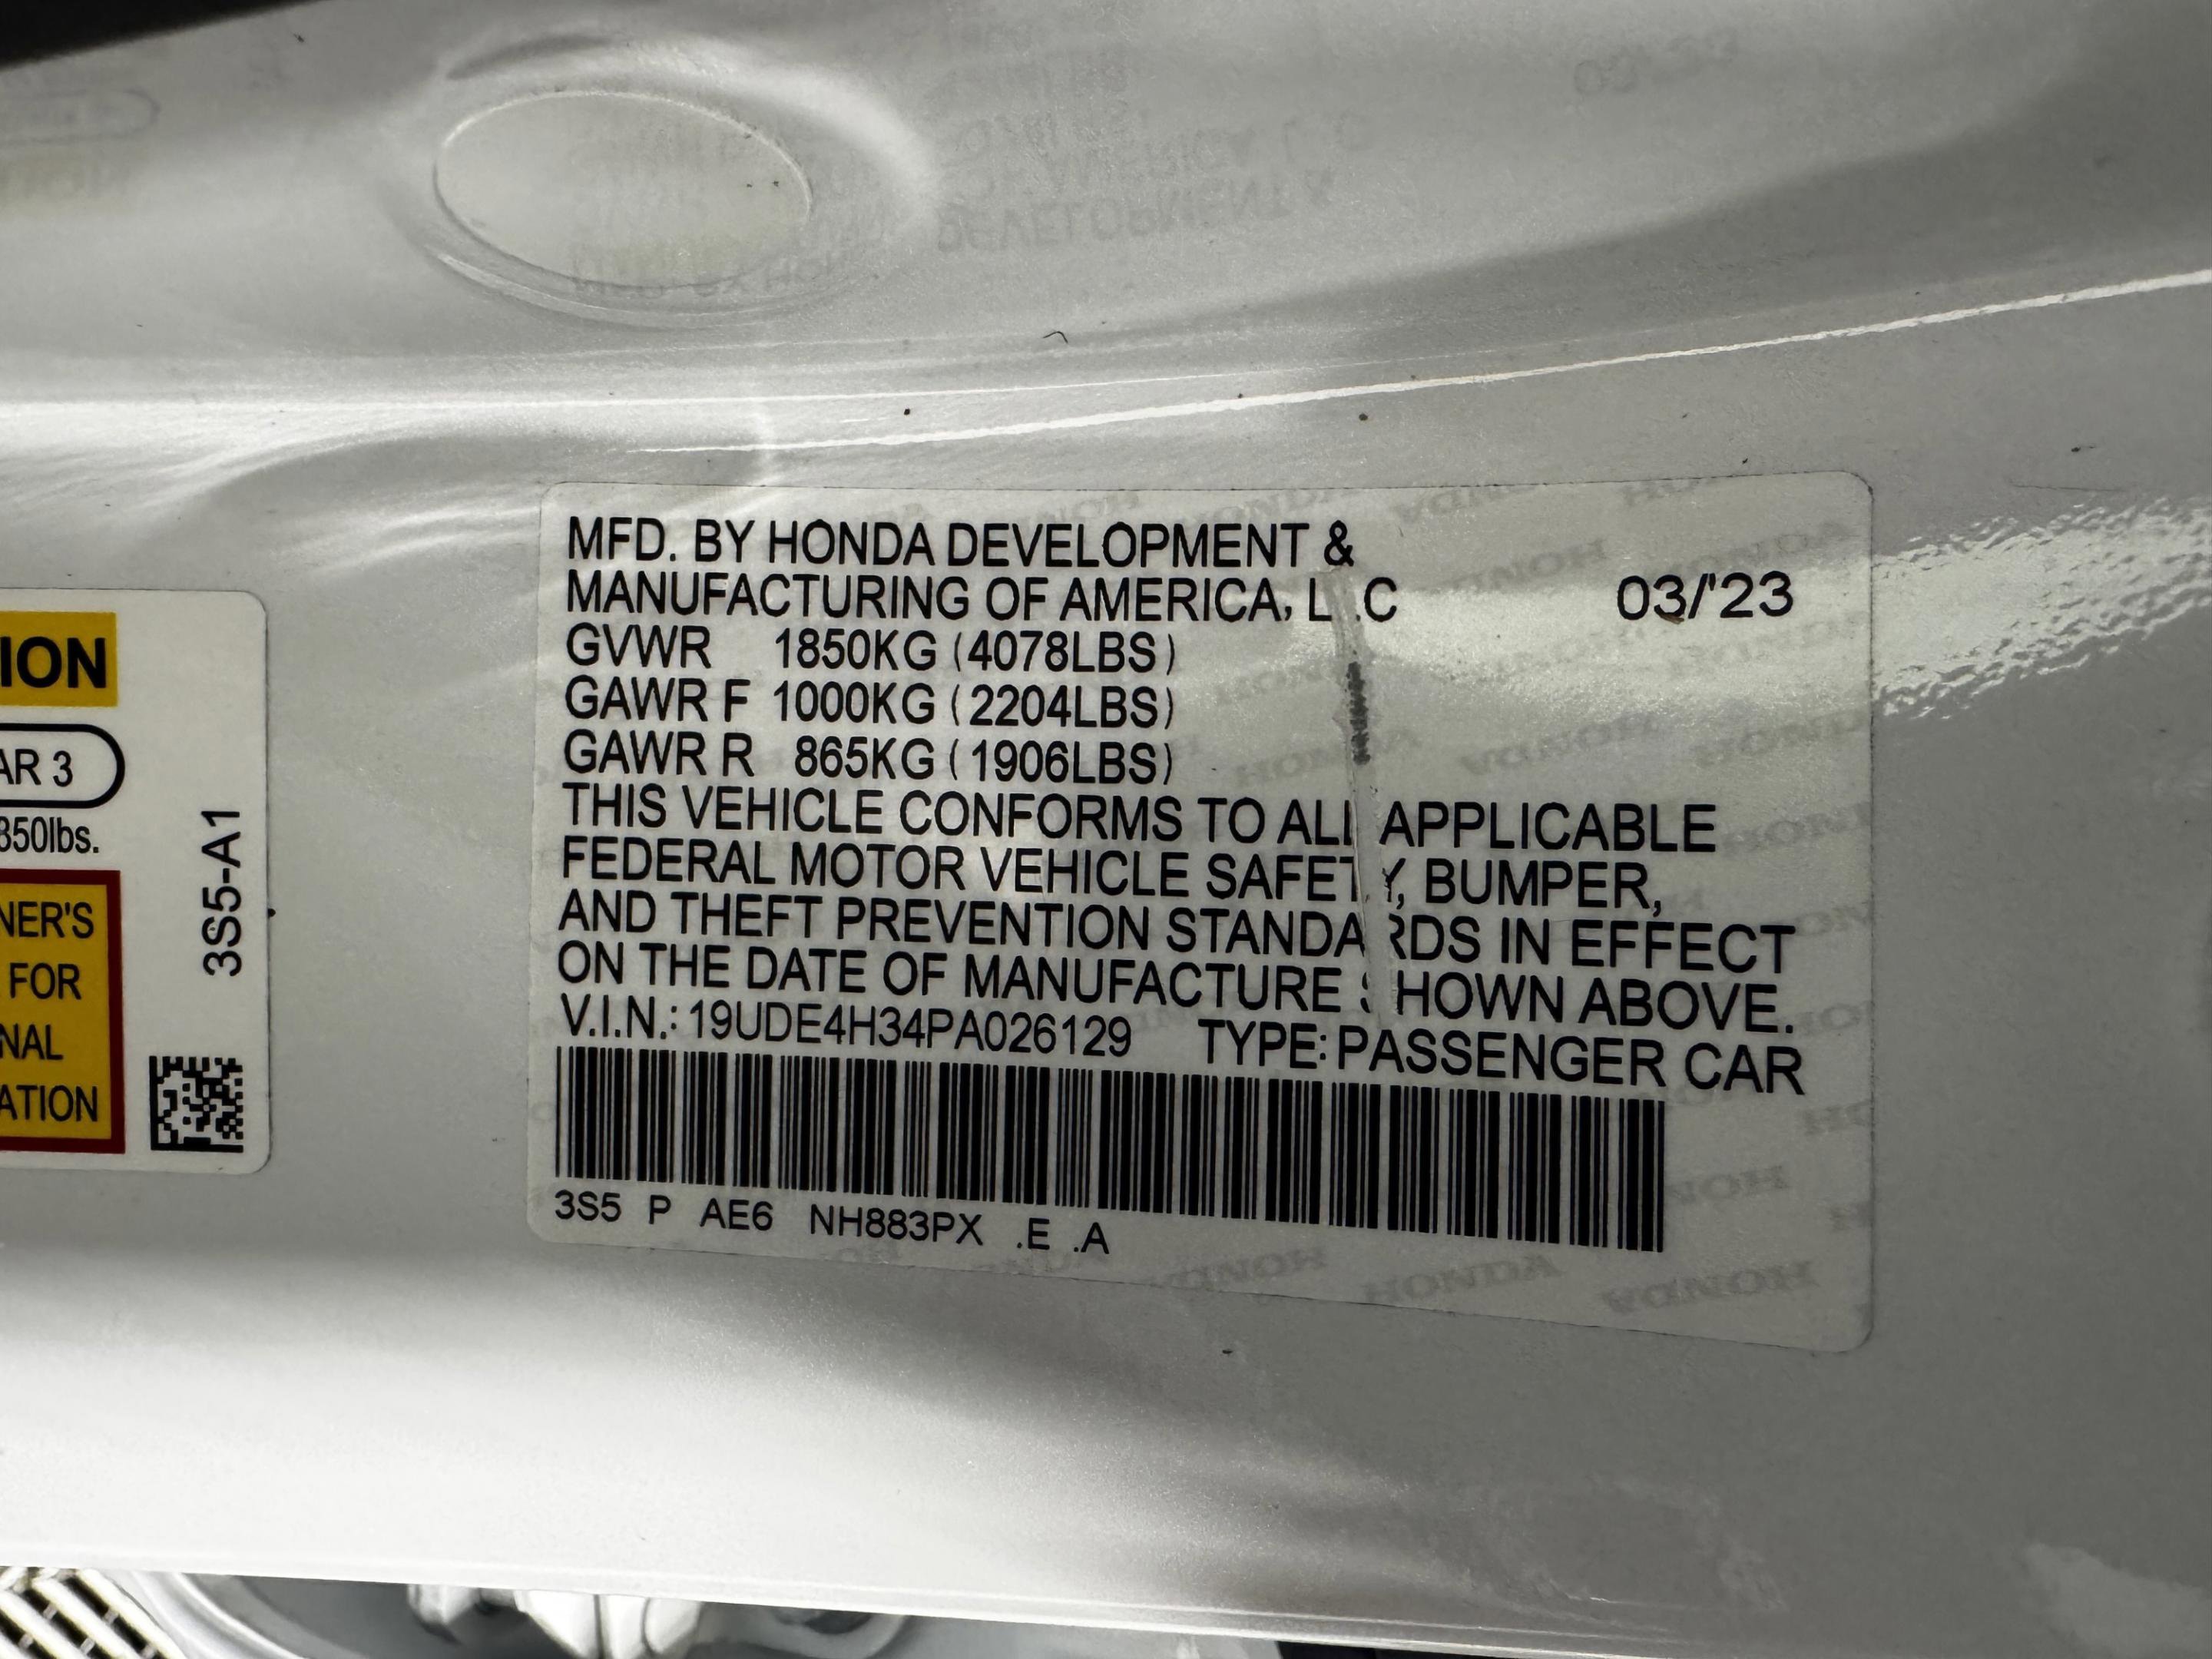 ION
AR 3
350lbs.
NER'S
FOR
NAL
ATION
3S5-A1
MFD. BY HONDA DEVELOPMENT &
MANUFACTURING OF AMERICA, L .C 03/'23
GVWR 1850KG (4078LBS)
GAWR F 1000KG (2204LBS)
GAWR R 865KG (1906LBS)
THIS VEHICLE CONFORMS TO ALL APPLICABLE
FEDERAL MOTOR VEHICLE SAFETY, BUMPER,
AND THEFT PREVENTION STANDARDS IN EFFECT
ON THE DATE OF MANUFACTURE SHOWN ABOVE.
V.I.N.: 19UDE4H34PA026129 TYPE: PASSENGER CAR
3S5 P AE6 NH883PX .E .A